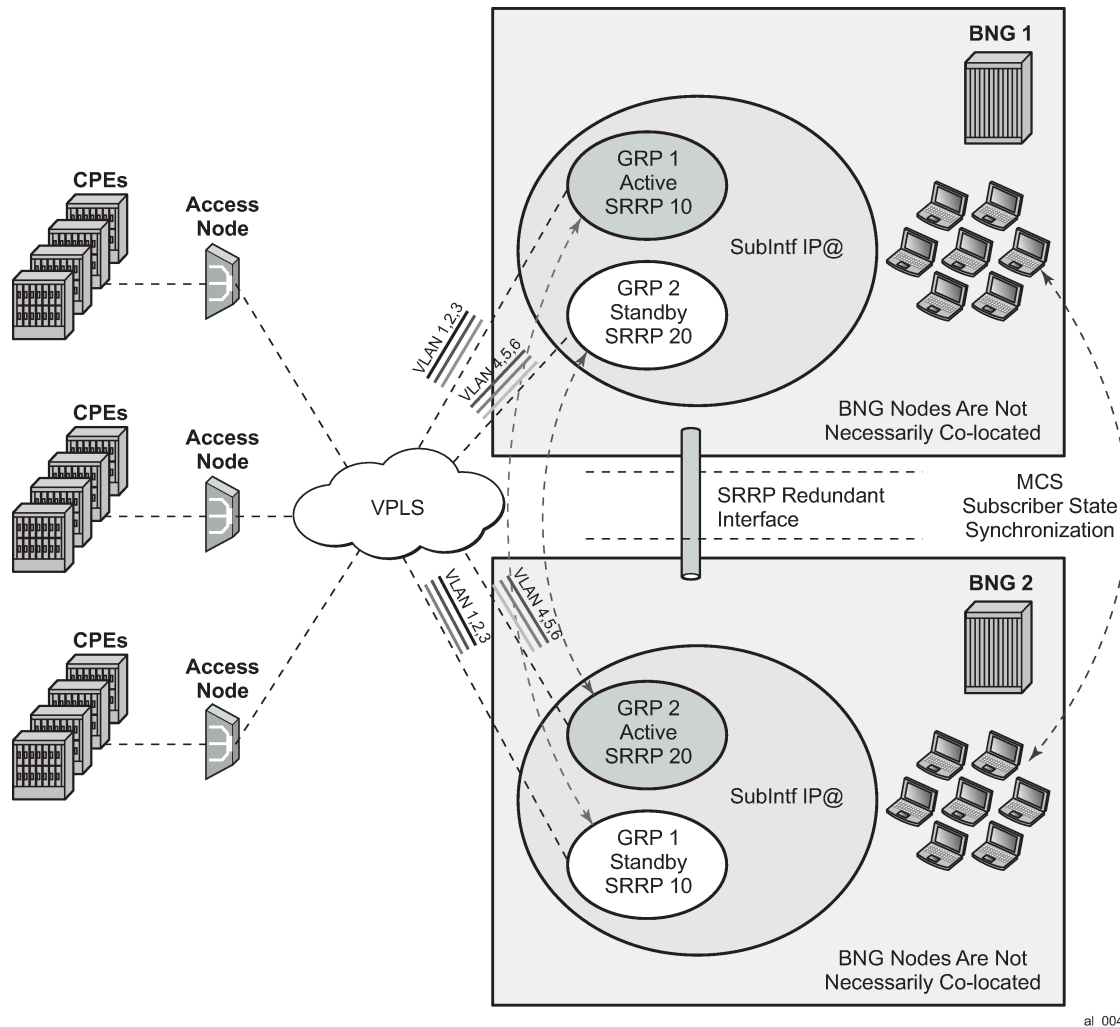 BNG 1
GRP 1
Active
SRRP 10
SubIntf IP@
GRP 2
Standby
SRRP 20
BNG Nodes Are Not
Necessarily Co-located
CPEs
Access
Node
VLAN 1,2,3
VLAN 4,5,6
CPEs
Access
Node
VPLS
SRRP Redundant
Interface
MCS
Subscriber State
Synchronization
VLAN 1,2,3
VLAN 4,5,6
BNG 2
CPEs
Access
Node
GRP 2
Active
SRRP 20
SubIntf IP@
GRP 1
Standby
SRRP 10
BNG Nodes Are Not
Necessarily Co-located
al_004